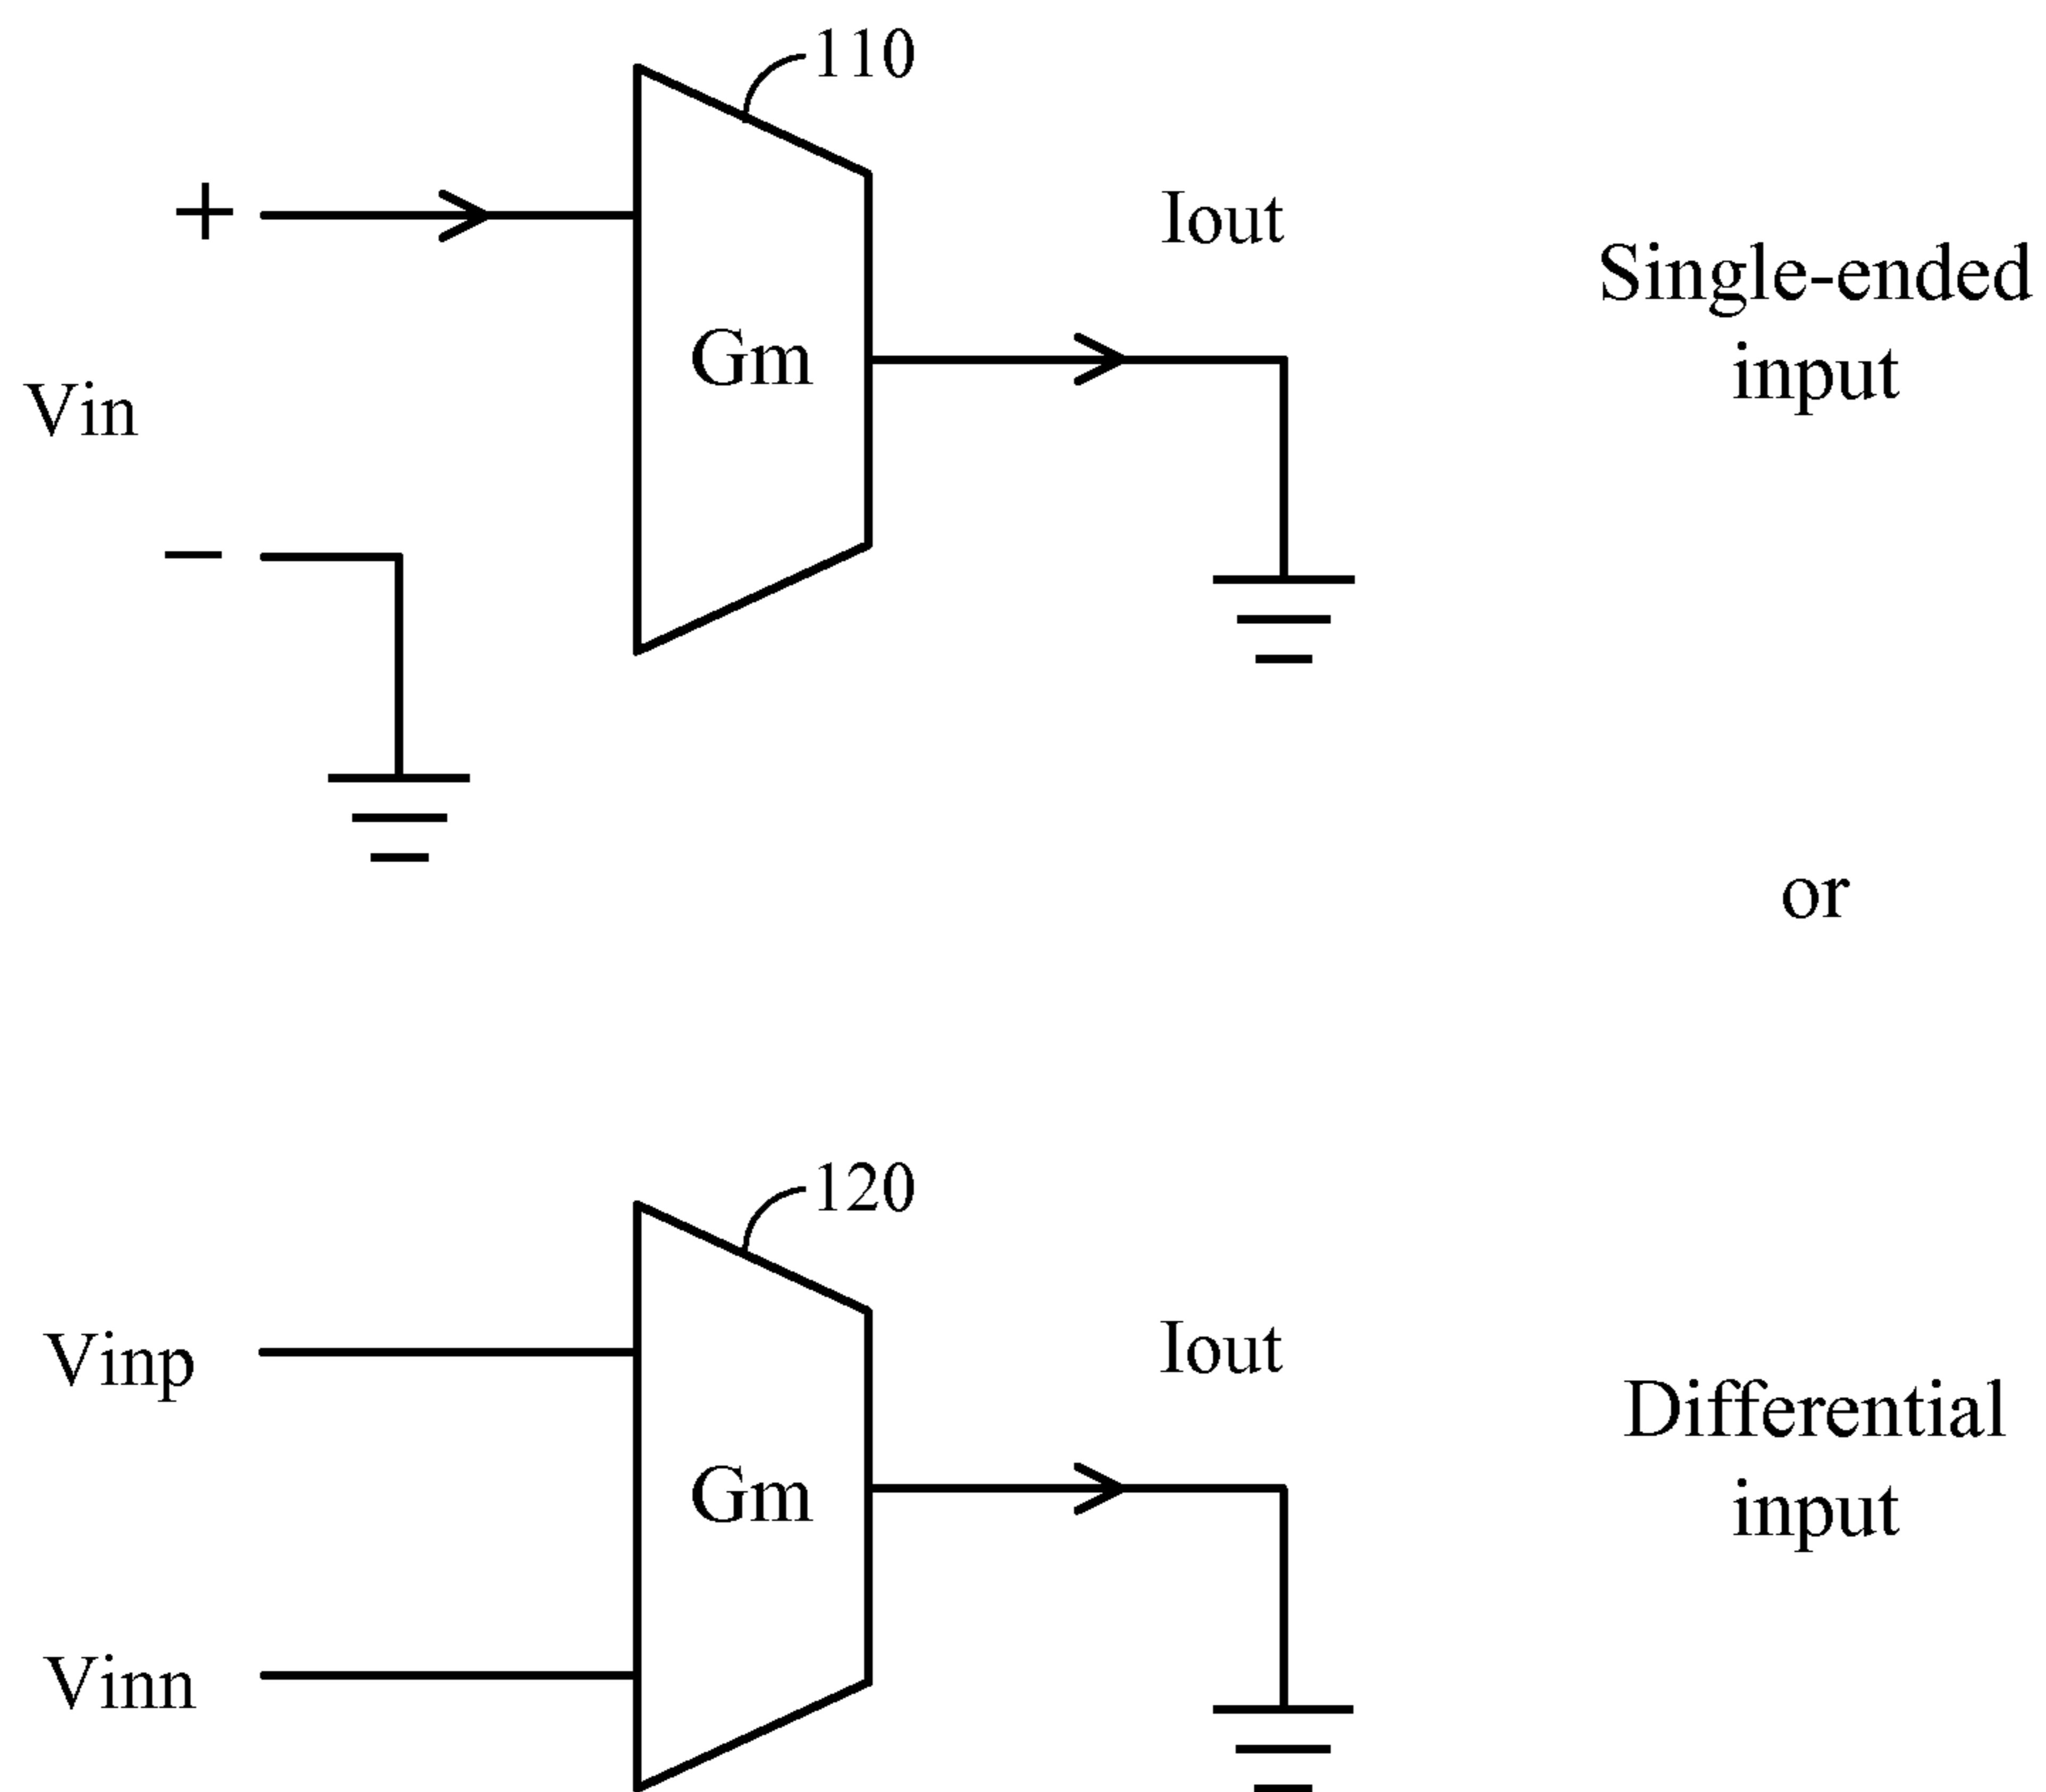 110
+
Iout
Single-ended
input
Gm
Vin
−
or
120
Vinp
Iout
Differential
input
Gm
Vinn